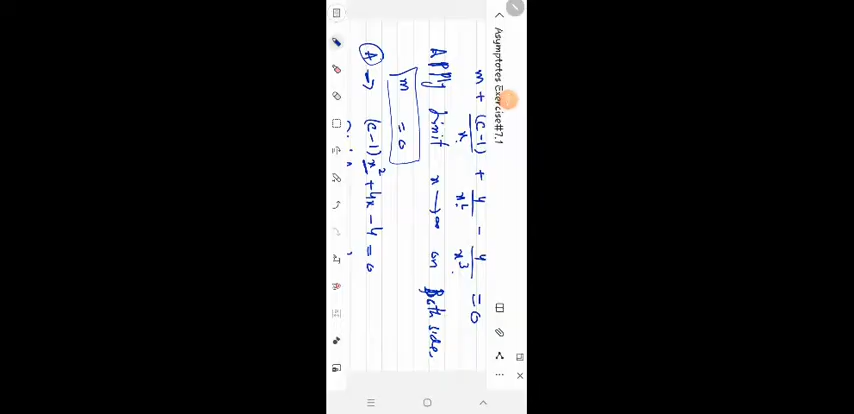 Asymptotes Exercise#7.1
m + (c-1)/x + 4/x² - 4/x³ = 0
Apply limit x → ∞ on Both side,
m = 0
(A) → (c-1)x² + 4x - 4 = 0